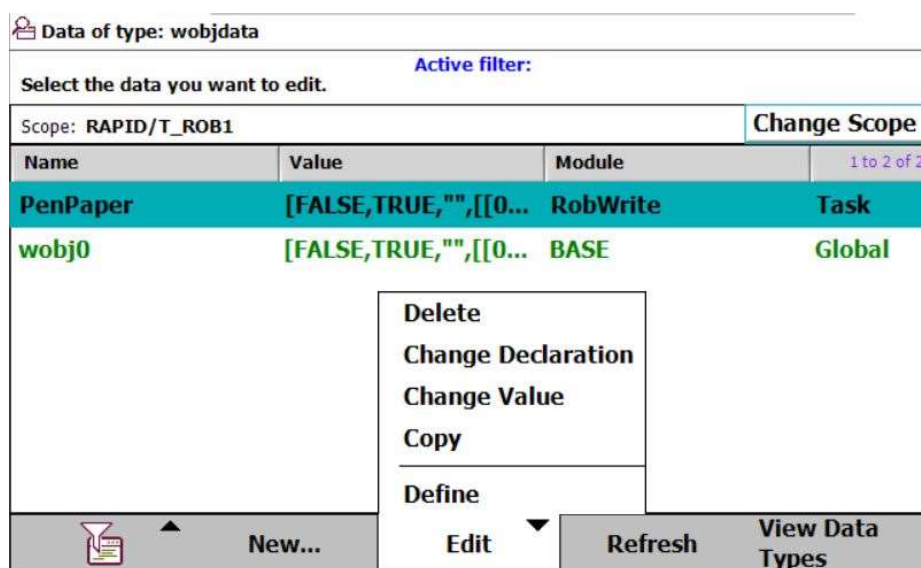 Data of type: wobjdata
Active filter:
Select the data you want to edit.
Scope: RAPID/T_ROB1 Change Scope
Name Value Module 1 to 2 of 2
PenPaper [FALSE,TRUE,"",[[0... RobWrite Task
wobj0 [FALSE,TRUE,"",[[0... BASE Global
Delete
Change Declaration
Change Value
Copy
Define
New... Edit Refresh View Data
Types